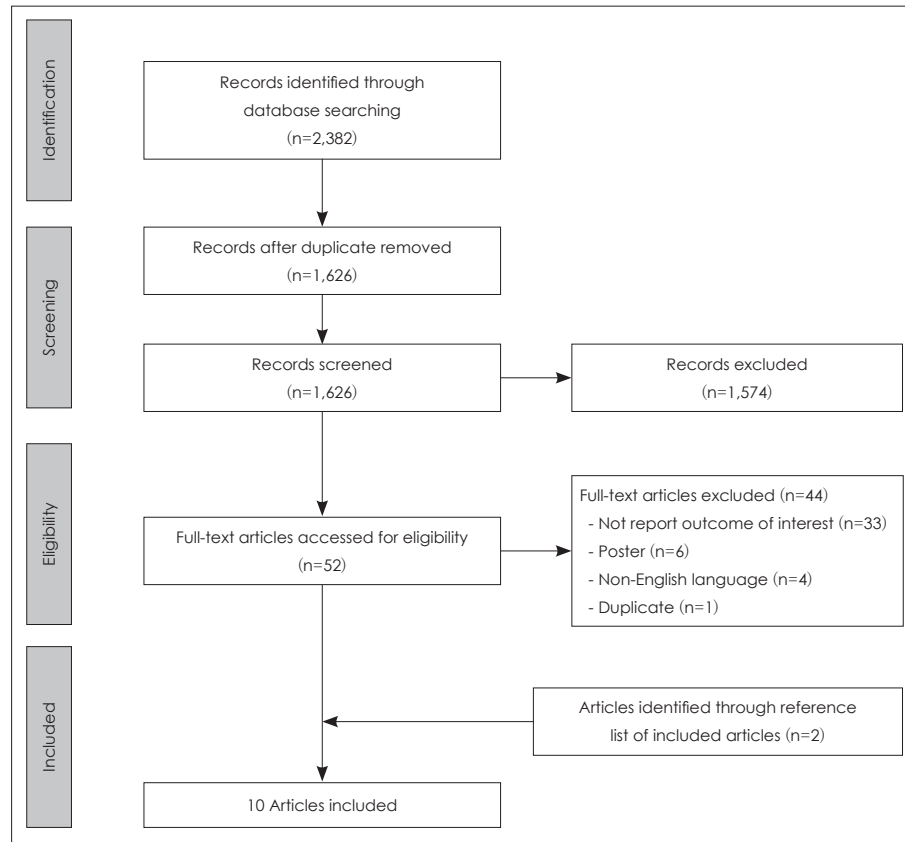 Identification
Records identified through
database searching
(n=2,382)
Screening
Records after duplicate removed
(n=1,626)
Records screened
(n=1,626)
Records excluded
(n=1,574)
Eligibility
Full-text articles accessed for eligibility
(n=52)
Full-text articles excluded (n=44)
- Not report outcome of interest (n=33)
- Poster (n=6)
- Non-English language (n=4)
- Duplicate (n=1)
Included
Articles identified through reference
list of included articles (n=2)
10 Articles included